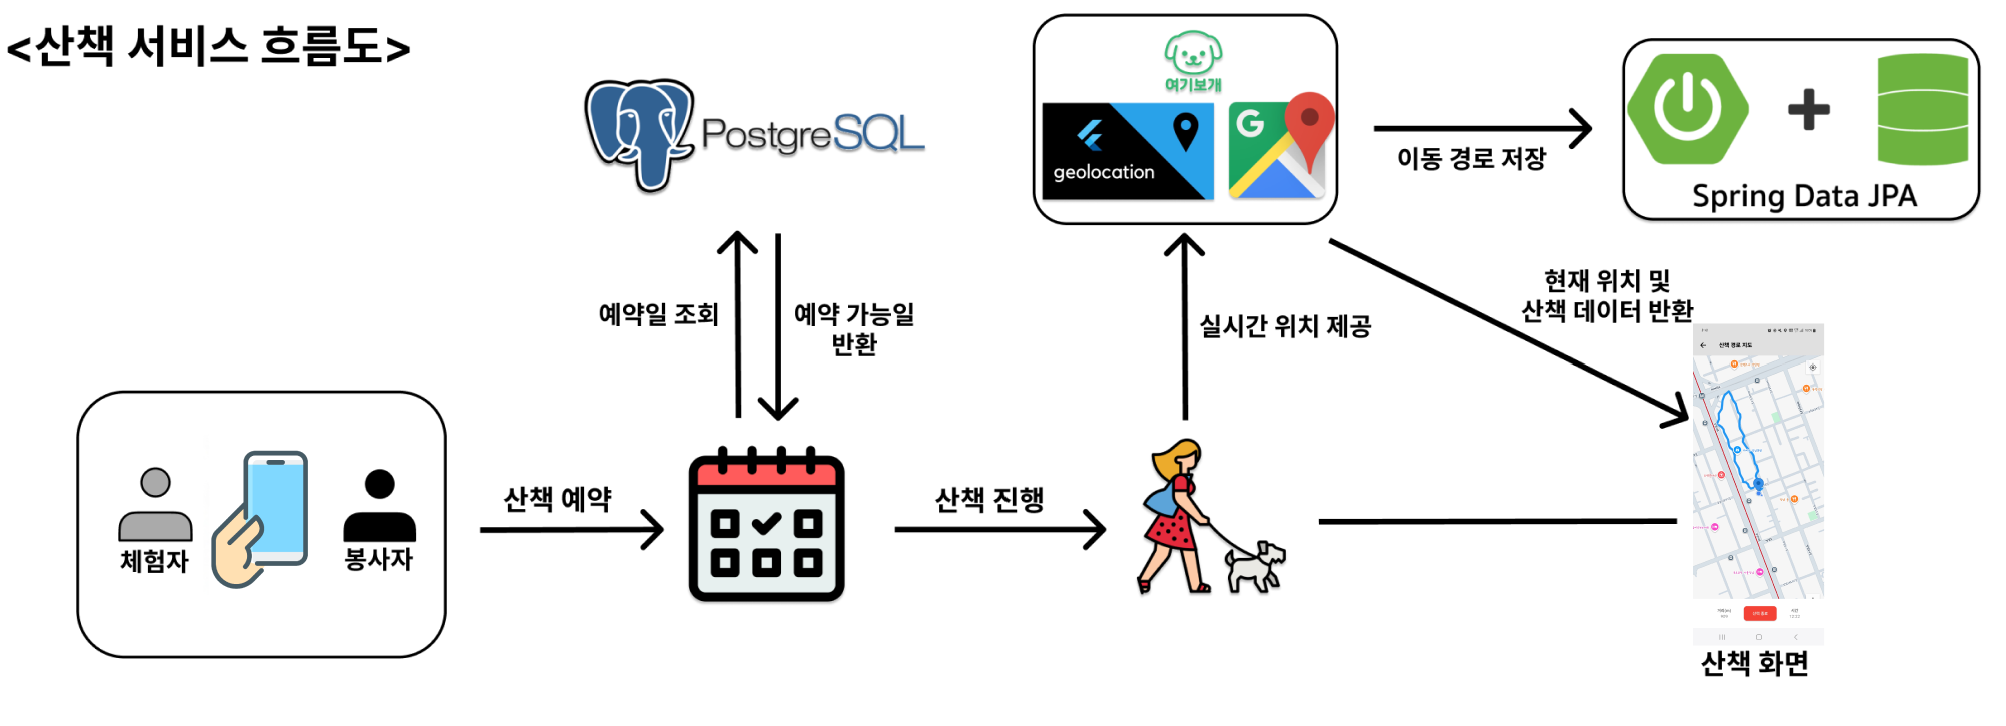 <산책 서비스 흐름도>
PostgreSQL
여기보개
geolocation
G
이동 경로 저장
Spring Data JPA
예약일 조회
예약 가능일
반환
실시간 위치 제공
현재 위치 및
산책 데이터 반환
체험자
봉사자
산책 예약
산책 진행
산책 경로 지도
산책 종료
산책 화면